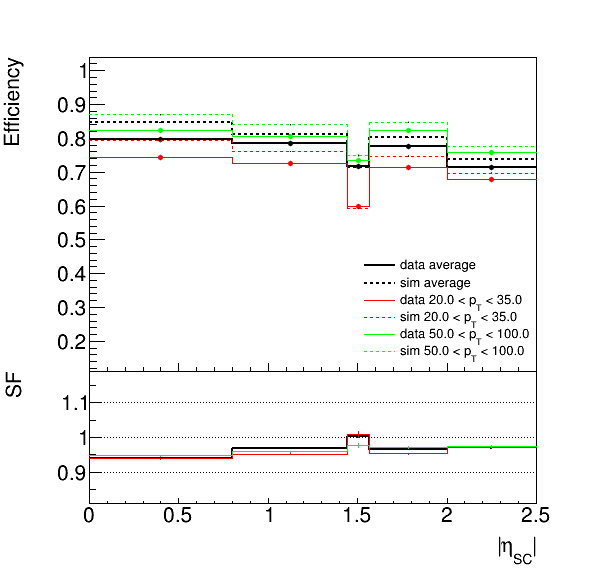 Efficiency
1
0.9
0.8
0.7
0.6
0.5
0.4
0.3
0.2
data average
sim average
data 20.0 < p_T < 35.0
sim 20.0 < p_T < 35.0
data 50.0 < p_T < 100.0
sim 50.0 < p_T < 100.0
SF
1.1
1
0.9
0 0.5 1 1.5 2 2.5
|η_SC|